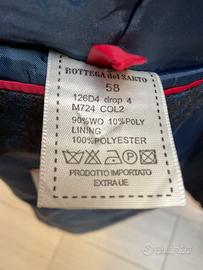 BOTTEGA del SARTO
58
126D4 drop 4
M724 COL2
90%WO 10%POLY
LINING
100%POLYESTER
PRODOTTO IMPORTATO
EXTRA UE
subito